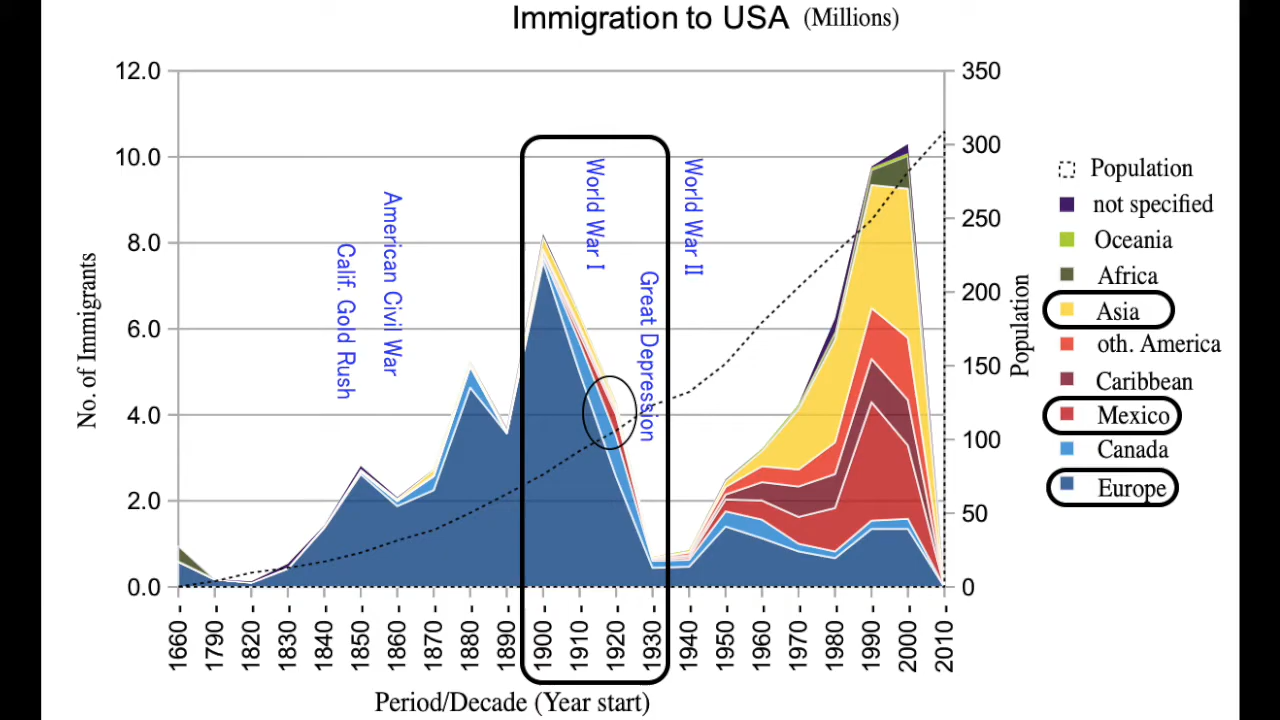 Immigration to USA (Millions)
12.0
10.0
8.0
6.0
4.0
2.0
0.0
No. of Immigrants
350
300
250
200
150
100
50
0
Population
Calif. Gold Rush
American Civil War
World War I
Great Depression
World War II
Population
not specified
Oceania
Africa
Asia
oth. America
Caribbean
Mexico
Canada
Europe
1660 - 1790 - 1820 - 1830 - 1840 - 1850 - 1860 - 1870 - 1880 - 1890 - 1900 - 1910 - 1920 - 1930 - 1940 - 1950 - 1960 - 1970 - 1980 - 1990 - 2000 - 2010 -
Period/Decade (Year start)